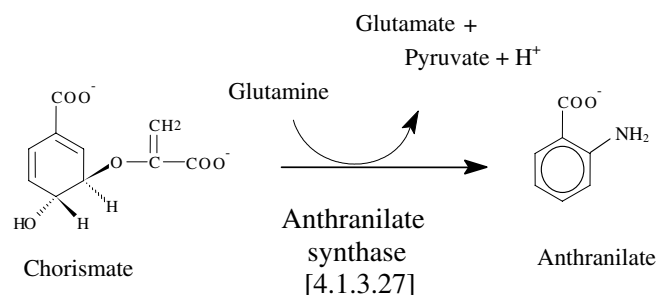 Glutamate +
Pyruvate + H+
Glutamine
COO-
CH2
O C COO-
H
HO H
COO-
NH2
Anthranilate
synthase
[4.1.3.27]
Chorismate
Anthranilate